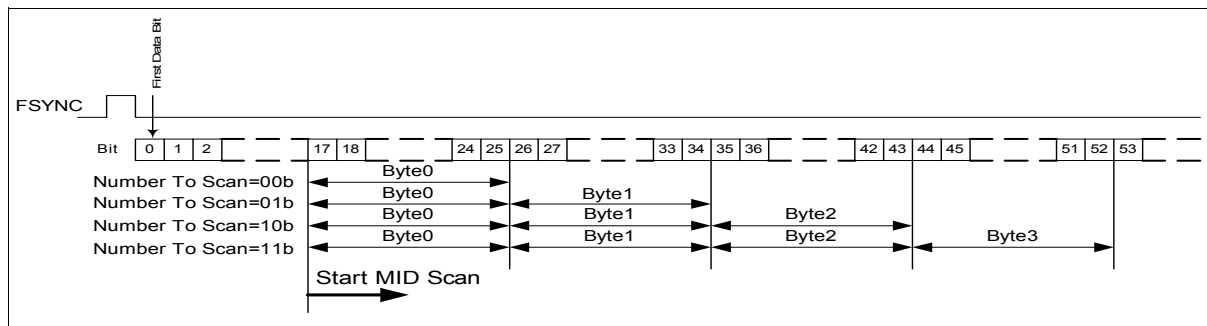 First Data Bit
FSYNC
Bit 0 1 2 17 18 24 25 26 27 33 34 35 36 42 43 44 45 51 52 53
Number To Scan=00b Byte0
Number To Scan=01b Byte0 Byte1
Number To Scan=10b Byte0 Byte1 Byte2
Number To Scan=11b Byte0 Byte1 Byte2 Byte3
Start MID Scan